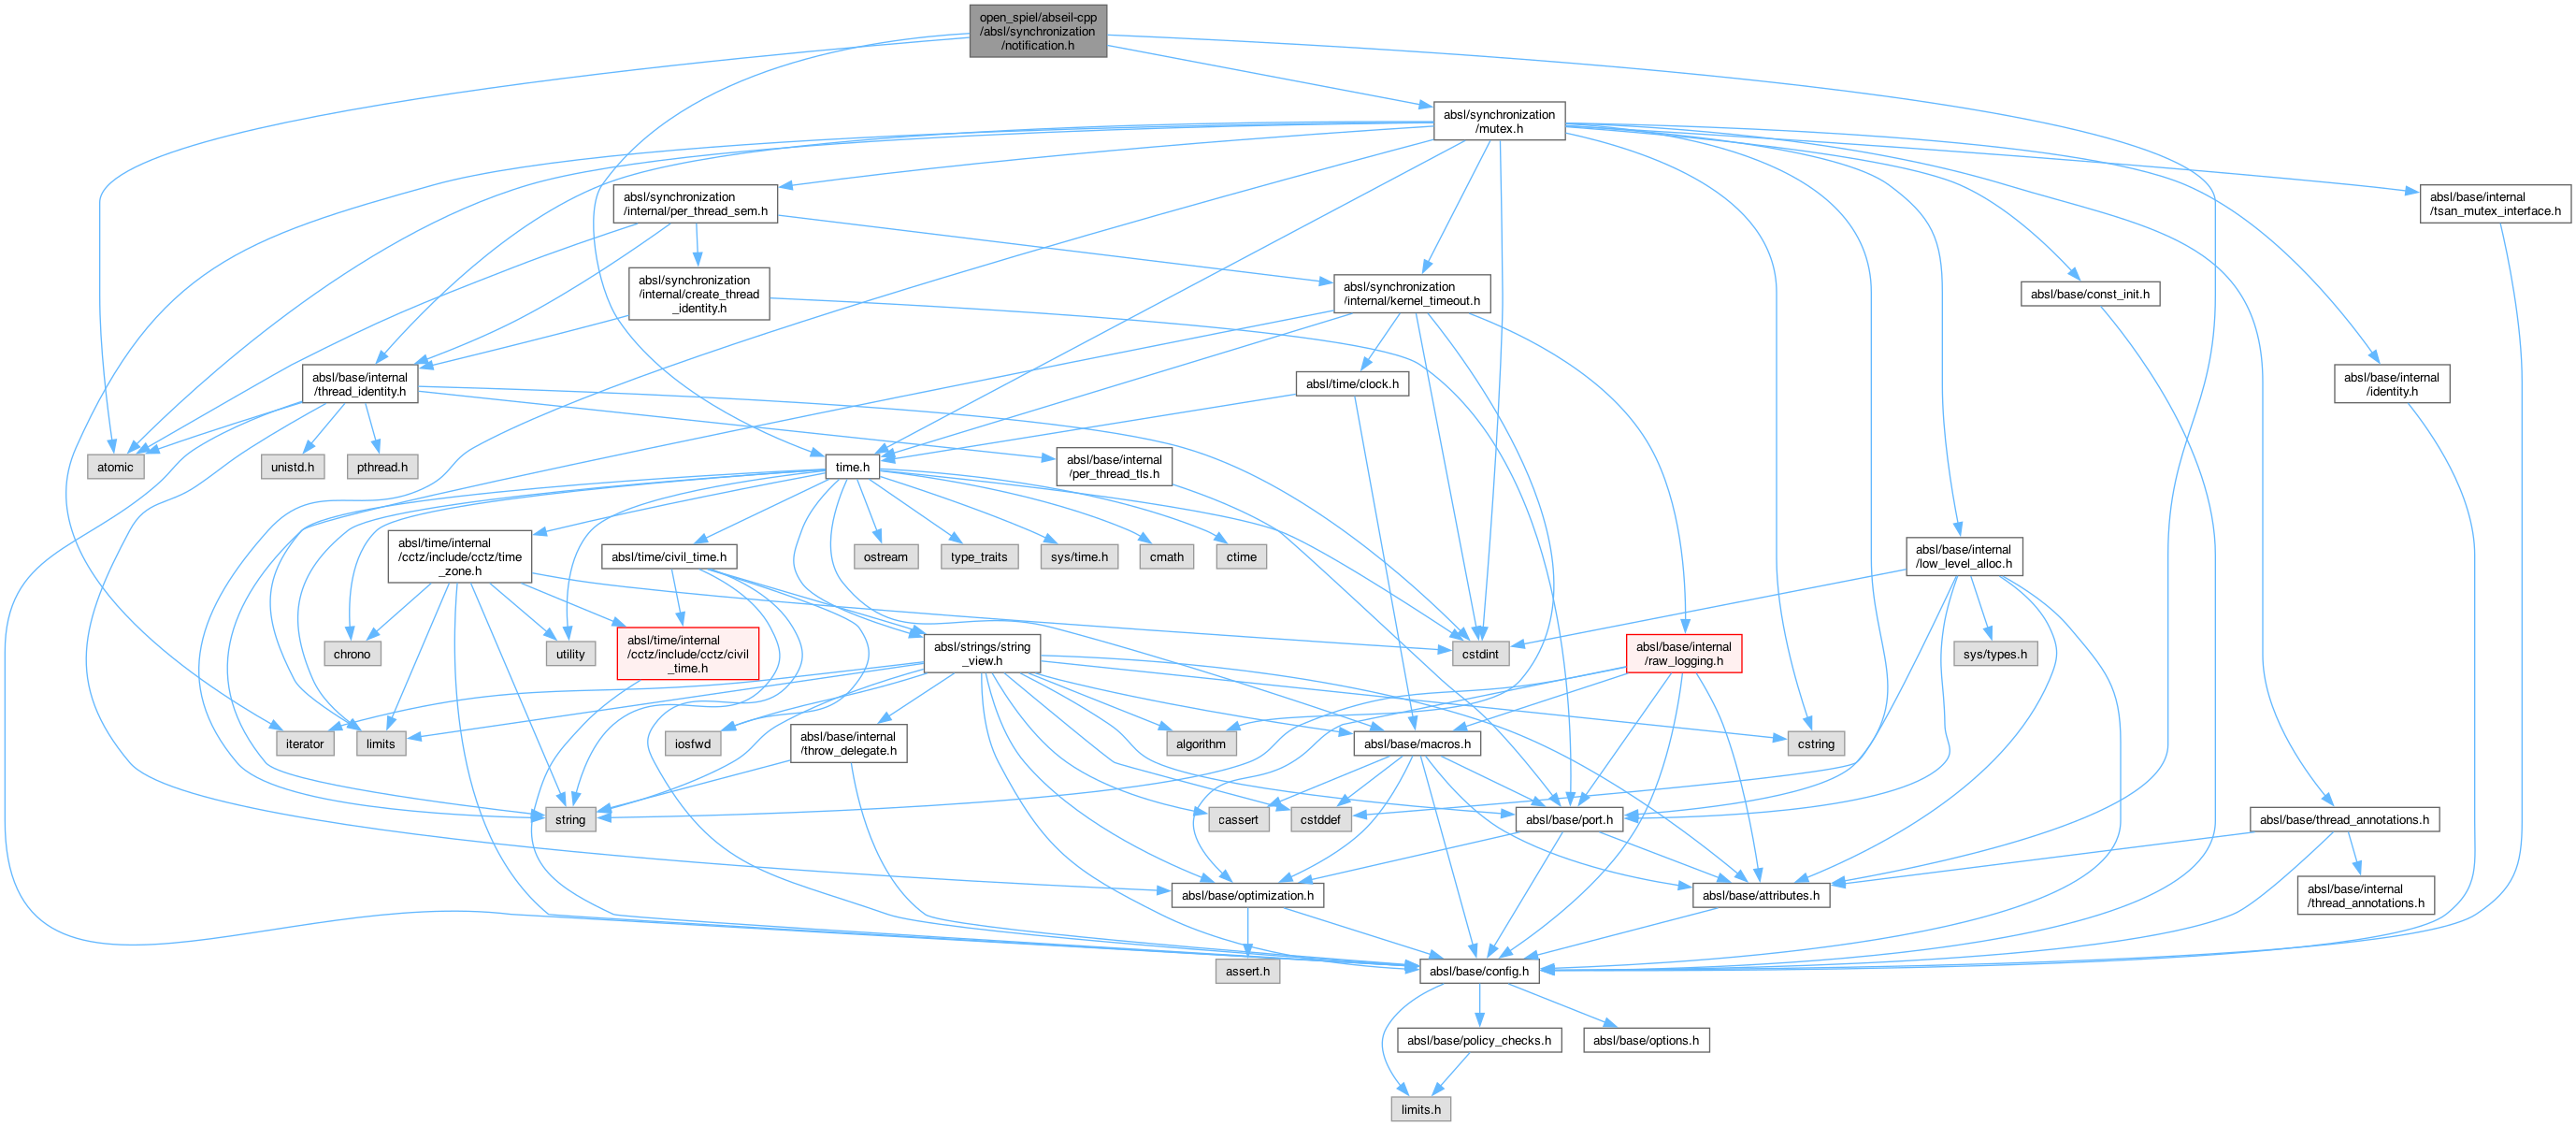 open_spiel/abseil-cpp
/absl/synchronization
/notification.h
absl/synchronization
/mutex.h
absl/synchronization
/internal/per_thread_sem.h
absl/base/internal
/tsan_mutex_interface.h
absl/synchronization
/internal/create_thread
_identity.h
absl/synchronization
/internal/kernel_timeout.h
absl/base/const_init.h
absl/base/internal
/thread_identity.h
absl/time/clock.h
absl/base/internal
/identity.h
atomic
unistd.h
pthread.h
time.h
absl/base/internal
/per_thread_tls.h
absl/time/internal
/cctz/include/cctz/time
_zone.h
absl/time/civil_time.h
ostream
type_traits
sys/time.h
cmath
ctime
absl/base/internal
/low_level_alloc.h
chrono
utility
absl/time/internal
/cctz/include/cctz/civil
_time.h
absl/strings/string
_view.h
cstdint
absl/base/internal
/raw_logging.h
sys/types.h
iterator
limits
iosfwd
absl/base/internal
/throw_delegate.h
algorithm
absl/base/macros.h
cstring
string
cassert
cstddef
absl/base/port.h
absl/base/thread_annotations.h
absl/base/optimization.h
absl/base/attributes.h
absl/base/internal
/thread_annotations.h
assert.h
absl/base/config.h
absl/base/policy_checks.h
absl/base/options.h
limits.h